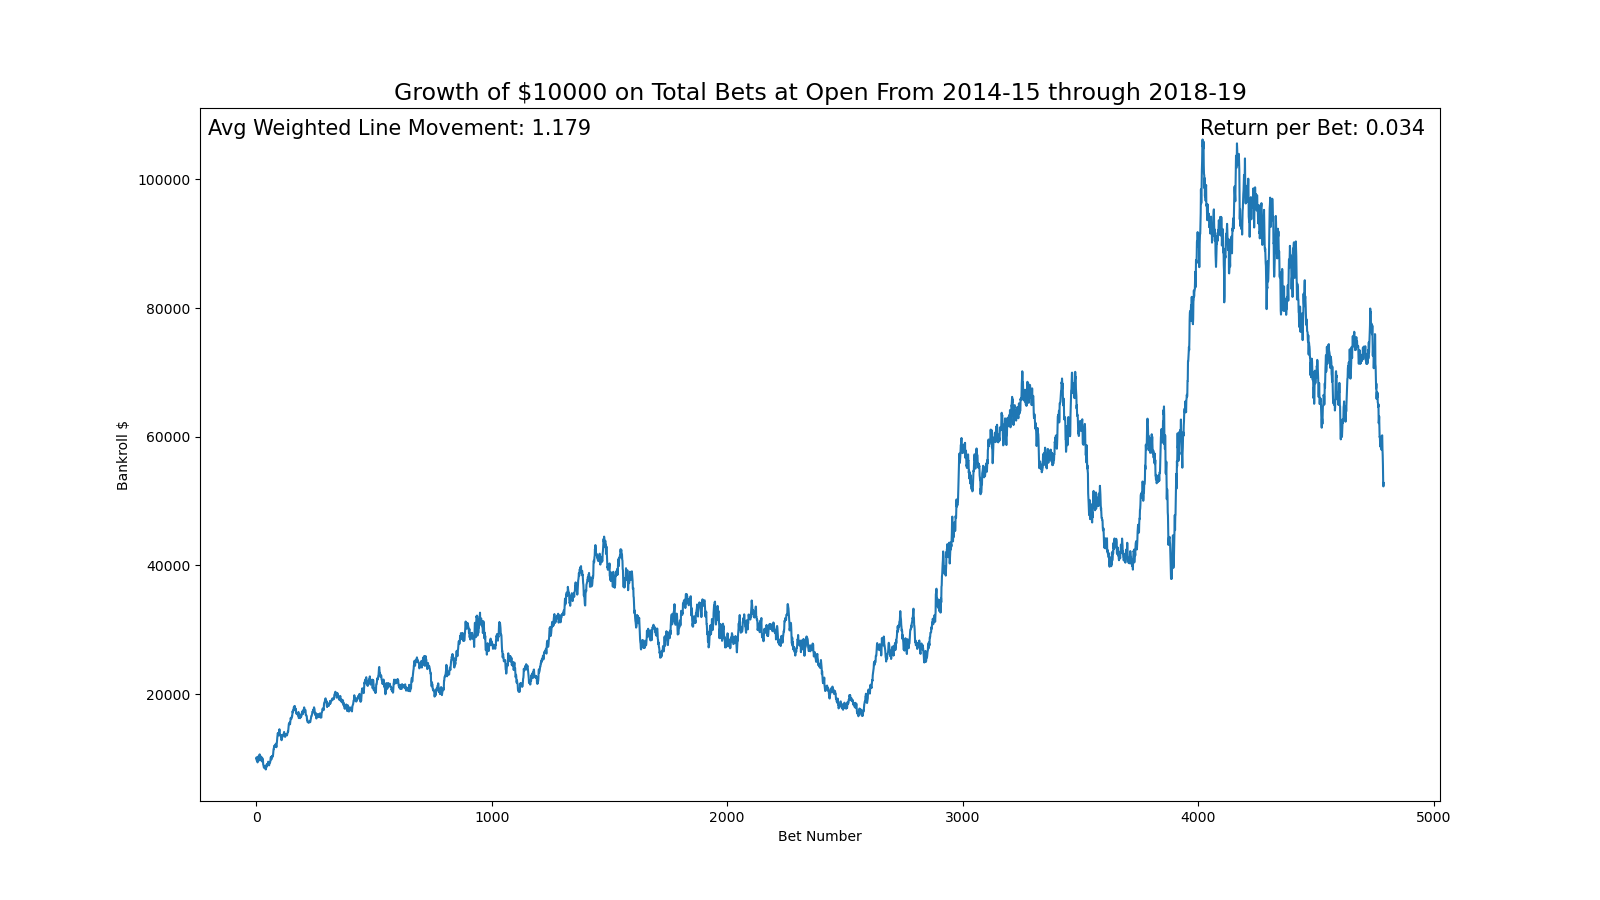 Growth of $10000 on Total Bets at Open From 2014-15 through 2018-19
Avg Weighted Line Movement: 1.179
Return per Bet: 0.034
100000
80000
60000
40000
20000
Bankroll $
0 1000 2000 3000 4000 5000
Bet Number